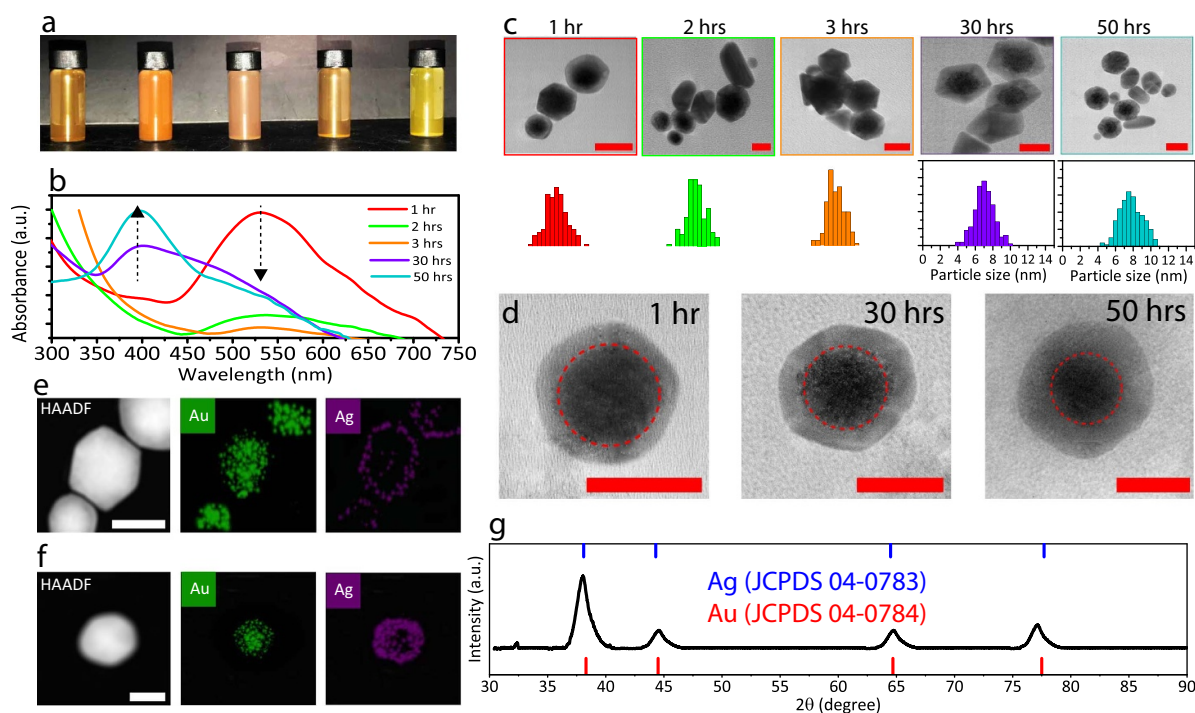 a
b
Absorbance (a.u.)
1 hr
2 hrs
3 hrs
30 hrs
50 hrs
300 350 400 450 500 550 600 650 700 750
Wavelength (nm)
c
1 hr 2 hrs 3 hrs 30 hrs 50 hrs
0 2 4 6 8 10 12 14
Particle size (nm)
0 2 4 6 8 10 12 14
Particle size (nm)
d
1 hr
30 hrs
50 hrs
e
HAADF
Au
Ag
f
HAADF
Au
Ag
g
Intensity (a.u.)
Ag (JCPDS 04-0783)
Au (JCPDS 04-0784)
30 35 40 45 50 55 60 65 70 75 80 85 90
2θ (degree)